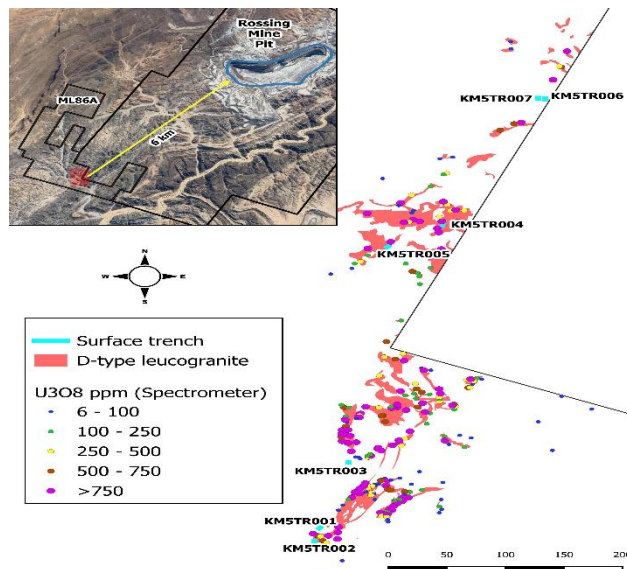 Rossing
Mine
Pit
ML86A
6 km
KM5TR007
KM5TR006
KM5TR004
KM5TR005
N
W
E
S
Surface trench
D-type leucogranite
U3O8 ppm (Spectrometer)
6 - 100
100 - 250
250 - 500
500 - 750
>750
KM5TR003
KM5TR001
KM5TR002
0 50 100 150 200